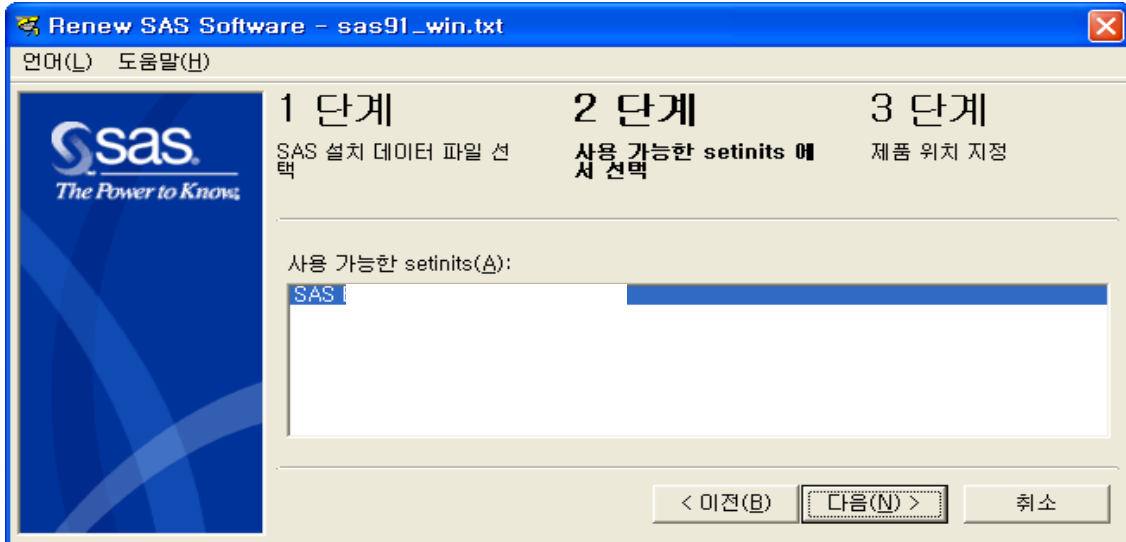 Renew SAS Software - sas91_win.txt
언어(L) 도움말(H)
sas.
The Power to Know
1 단계
SAS 설치 데이터 파일 선
택
2 단계
사용 가능한 setinits 에
서 선택
3 단계
제품 위치 지정
사용 가능한 setinits(A):
SAS
< 이전(B)
다음(N) >
취소